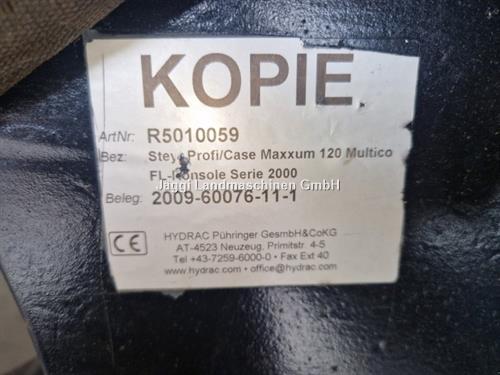 KOPIE
ArtNr: R5010059
Bez: Steyr Profi/Case Maxxum 120 Multico
FL-Konsole Serie 2000
Jaggi Landmaschinen GmbH
Beleg: 2009-60076-11-1
CE
HYDRAC Pühringer GesmbH&CoKG
AT-4523 Neuzeug, Primitstr. 4-5
Tel +43-7259-6000-0 • Fax Ext 40
www.hydrac.com • office@hydrac.com